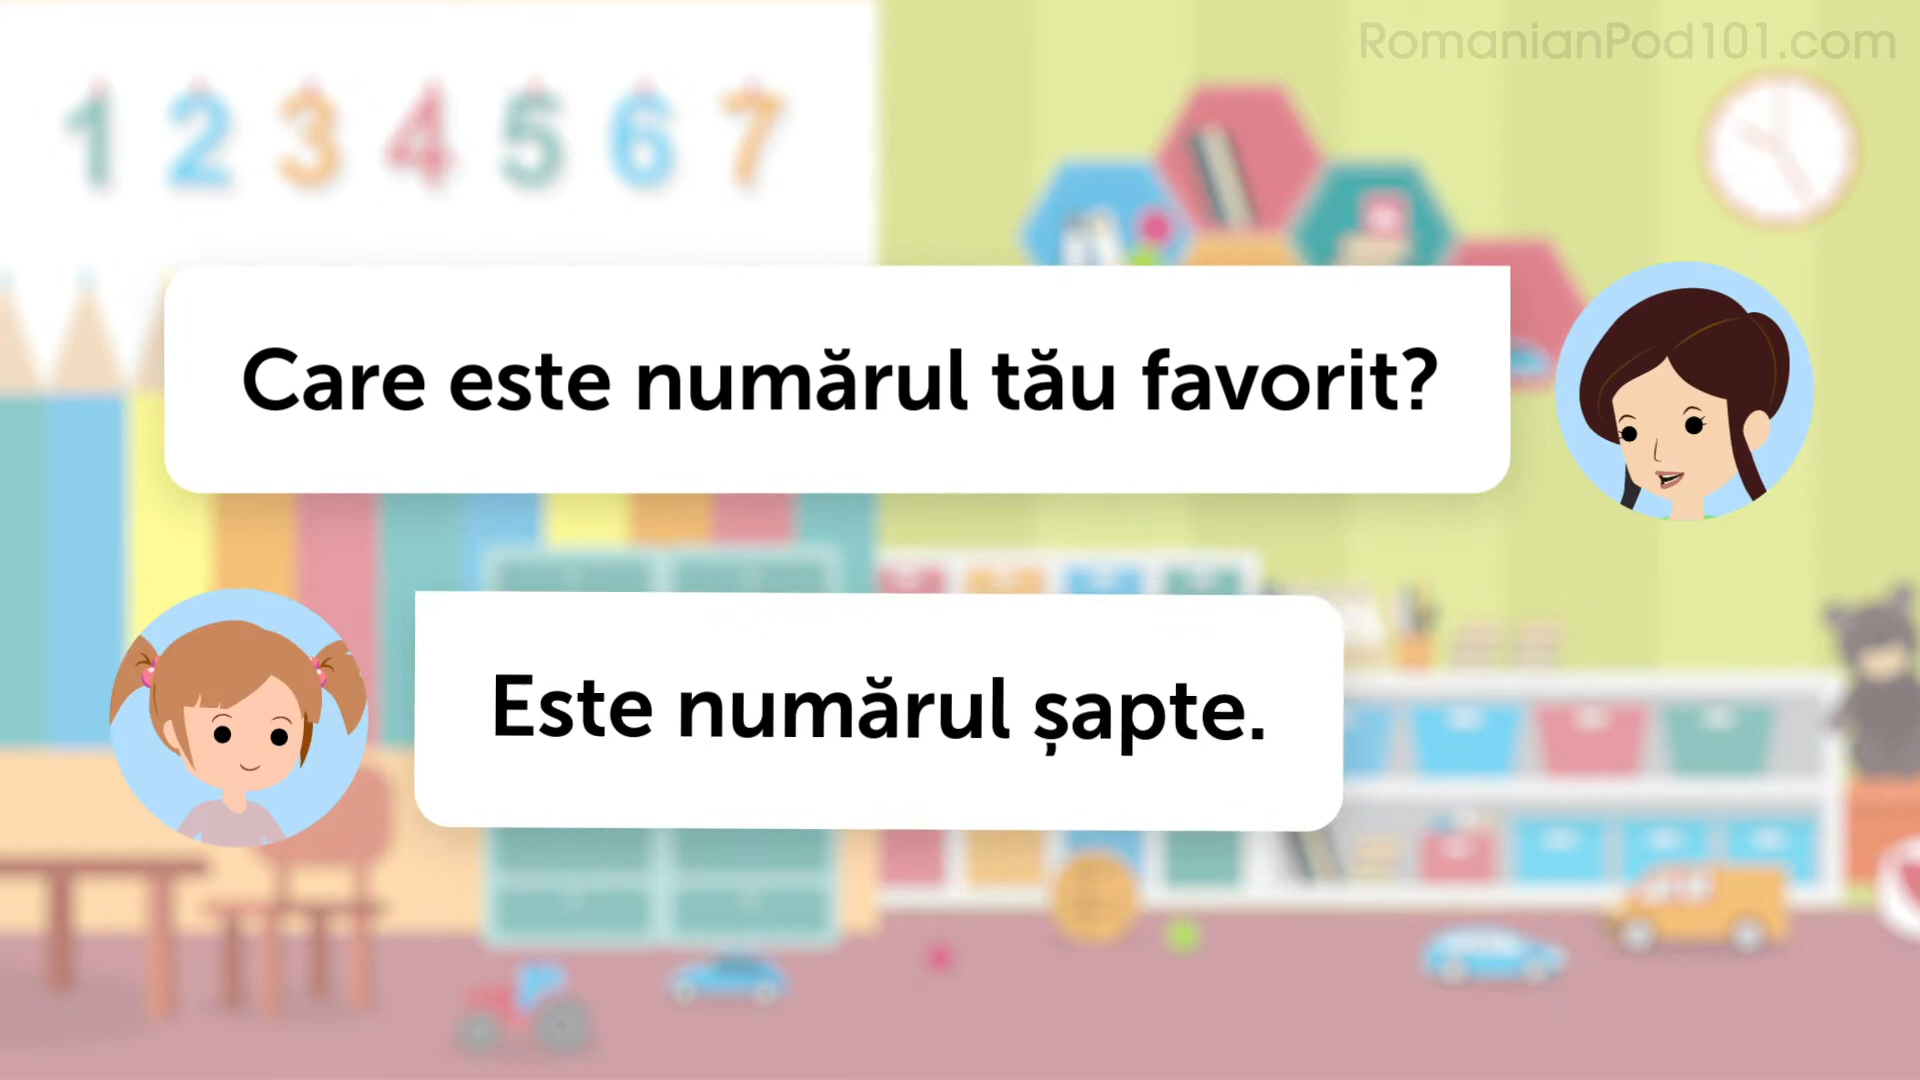 RomanianPod101.com
1 2 3 4 5 6 7
Care este numărul tău favorit?
Este numărul șapte.